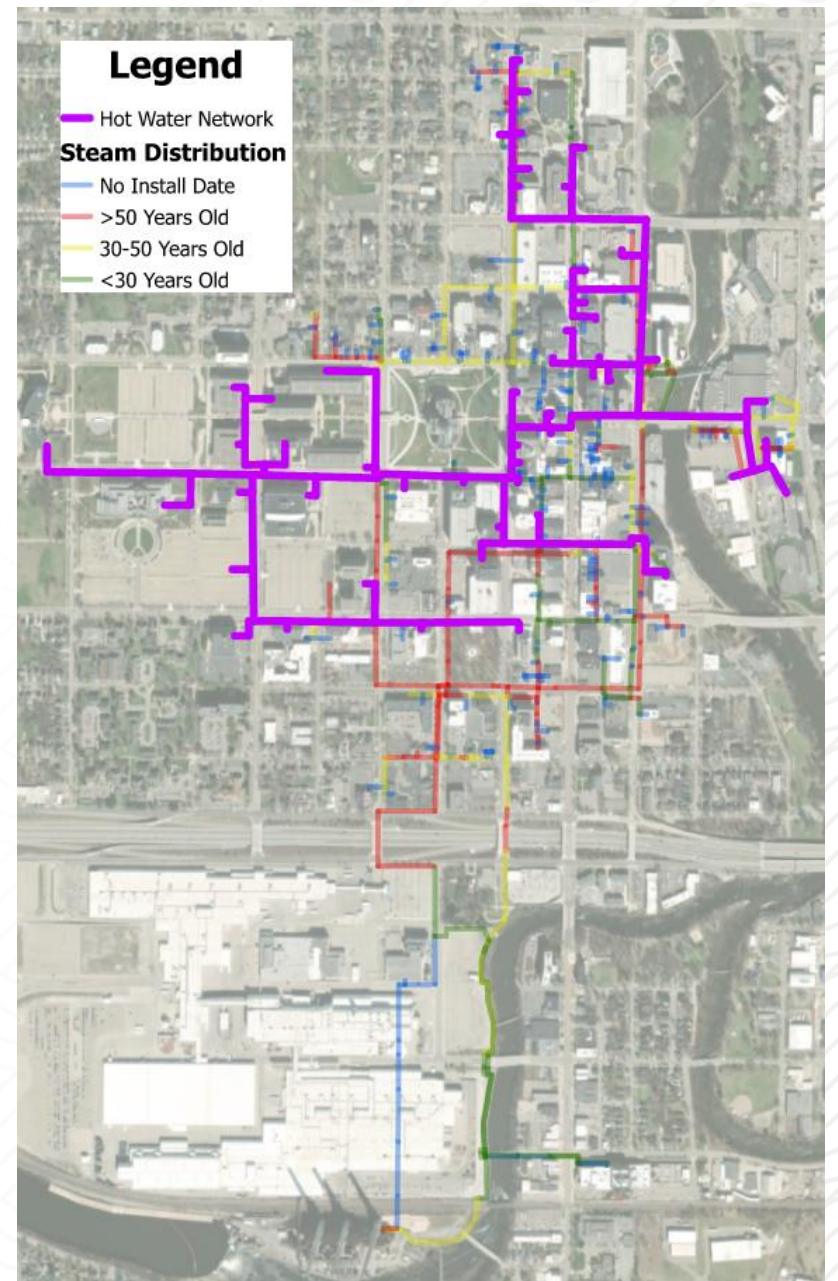 Legend
Hot Water Network
Steam Distribution
No Install Date
>50 Years Old
30-50 Years Old
<30 Years Old